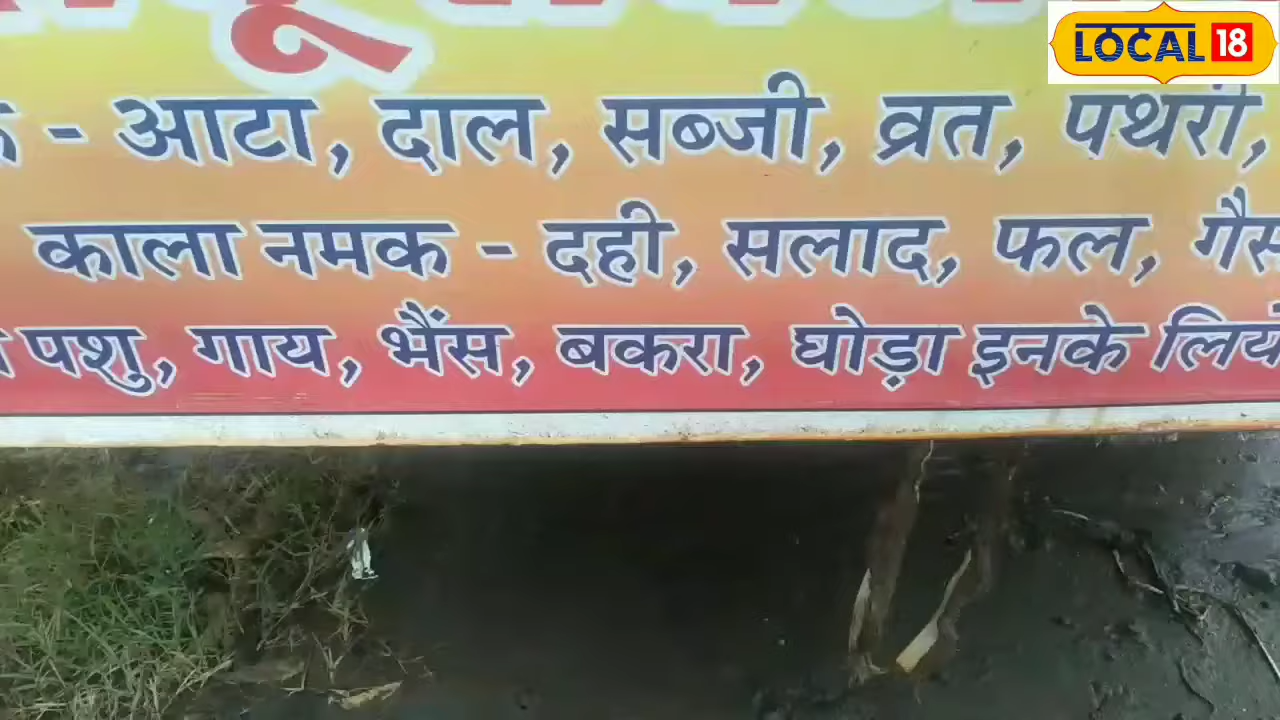 LOCAL 18
- आटा, दाल, सब्जी, व्रत, पथरी,
काला नमक - दही, सलाद, फल, गैस
पशु, गाय, भैंस, बकरा, घोड़ा इनके लिये